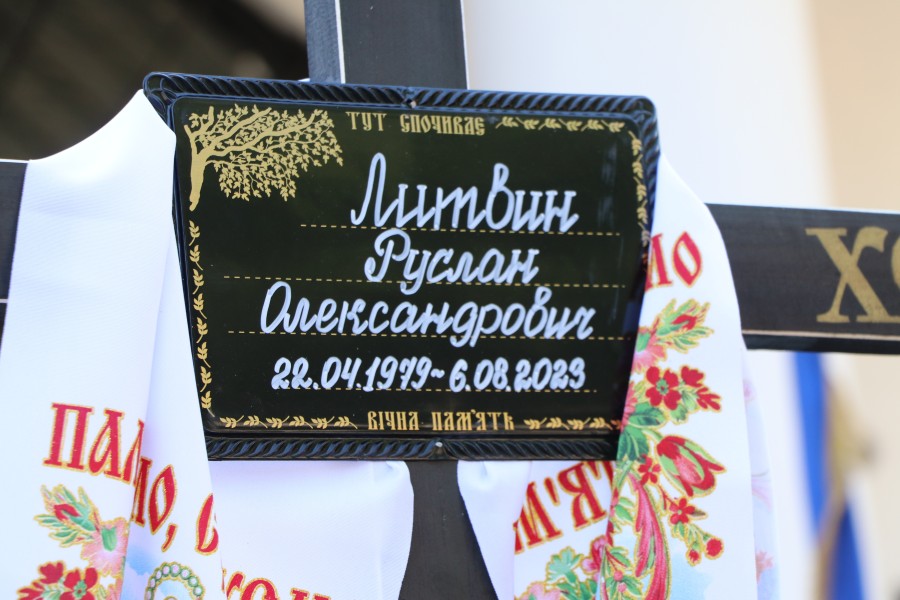 ТУТ СПОЧИВАЄ
Литвин
Руслан
Олександрович
22.04.1979~6.08.2023
ВІЧНА ПАМ'ЯТЬ